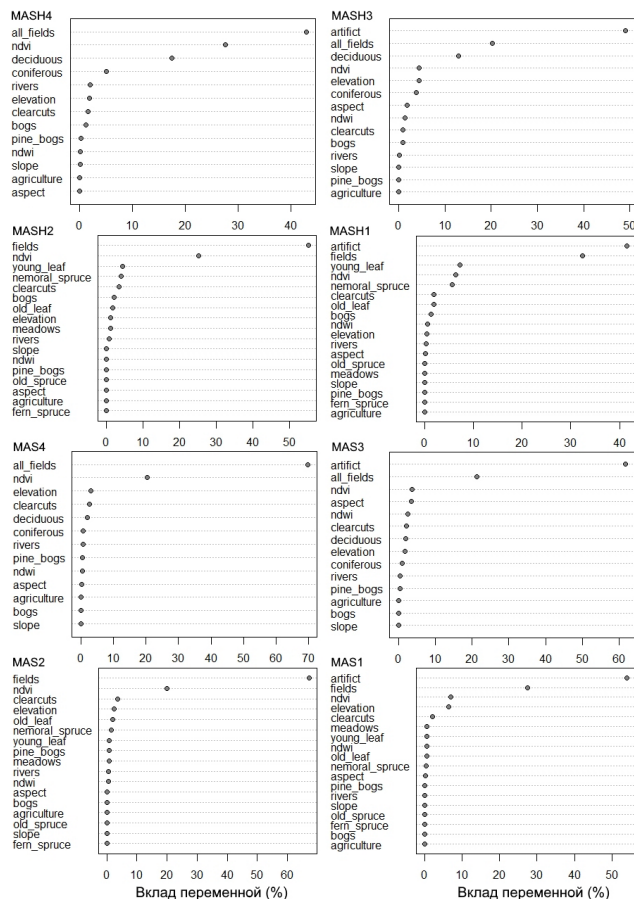 MASH4
all_fields
ndvi
deciduous
coniferous
rivers
elevation
clearcuts
bogs
pine_bogs
ndwi
slope
agriculture
aspect
0 10 20 30 40
MASH3
artifict
all_fields
deciduous
ndvi
elevation
coniferous
aspect
ndwi
clearcuts
bogs
rivers
slope
pine_bogs
agriculture
0 10 20 30 40 50
MASH2
fields
ndvi
young_leaf
nemoral_spruce
clearcuts
bogs
old_leaf
elevation
meadows
rivers
slope
ndwi
pine_bogs
old_spruce
aspect
agriculture
fern_spruce
0 10 20 30 40 50
MASH1
artifict
fields
young_leaf
ndvi
nemoral_spruce
clearcuts
old_leaf
bogs
ndwi
elevation
rivers
aspect
old_spruce
meadows
slope
pine_bogs
fern_spruce
agriculture
0 10 20 30 40
MAS4
all_fields
ndvi
elevation
clearcuts
deciduous
coniferous
rivers
pine_bogs
ndwi
aspect
agriculture
bogs
slope
0 10 20 30 40 50 60 70
MAS3
artifict
all_fields
ndvi
aspect
ndwi
clearcuts
deciduous
elevation
coniferous
rivers
pine_bogs
agriculture
bogs
slope
0 10 20 30 40 50 60
MAS2
fields
ndvi
clearcuts
elevation
old_leaf
nemoral_spruce
young_leaf
pine_bogs
meadows
rivers
ndwi
aspect
bogs
agriculture
old_spruce
slope
fern_spruce
0 10 20 30 40 50 60
Вклад переменной (%)
MAS1
artifict
fields
ndvi
elevation
clearcuts
meadows
young_leaf
ndwi
old_leaf
nemoral_spruce
aspect
pine_bogs
rivers
slope
old_spruce
fern_spruce
bogs
agriculture
0 10 20 30 40 50
Вклад переменной (%)